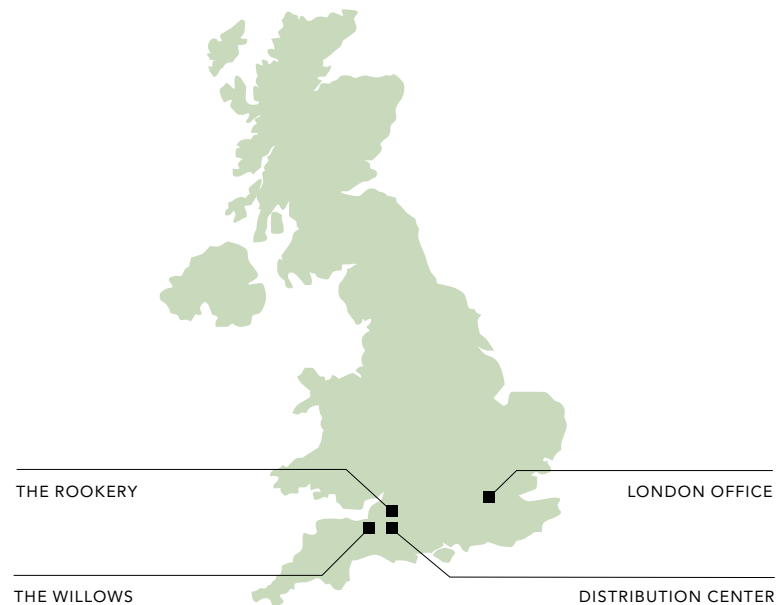 THE ROOKERY
LONDON OFFICE
THE WILLOWS
DISTRIBUTION CENTER